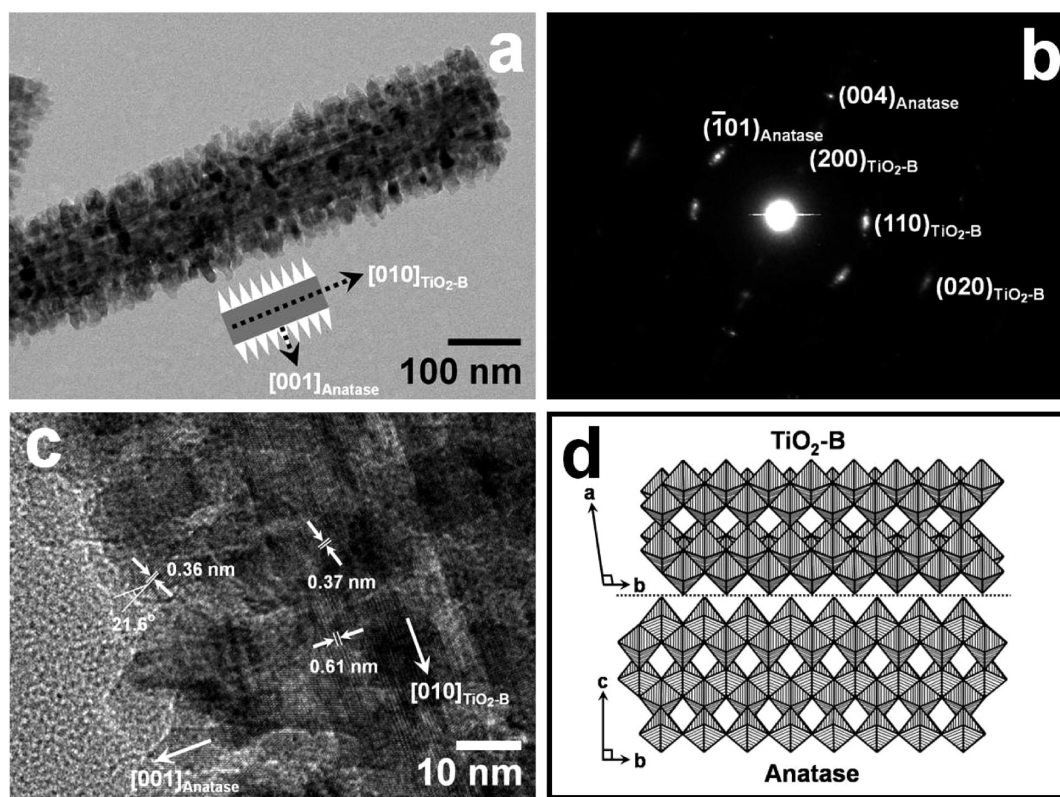 a
[010]TiO₂-B
[001]Anatase
100 nm
b
(004)Anatase
(1̅01)Anatase
(200)TiO₂-B
(110)TiO₂-B
(020)TiO₂-B
c
0.36 nm
21.6°
0.37 nm
0.61 nm
[010]TiO₂-B
[001]Anatase
10 nm
d
TiO₂-B
a
b
c
b
Anatase